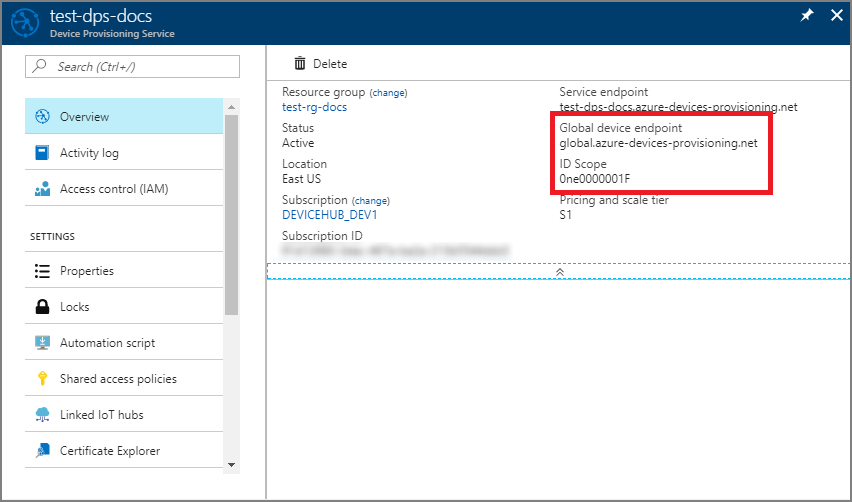 test-dps-docs
Device Provisioning Service
Search (Ctrl+/)
Overview
Activity log
Access control (IAM)
SETTINGS
Properties
Locks
Automation script
Shared access policies
Linked IoT hubs
Certificate Explorer
Delete
Resource group (change)
test-rg-docs
Status
Active
Location
East US
Subscription (change)
DEVICEHUB_DEV1
Subscription ID
Service endpoint
test-dps-docs.azure-devices-provisioning.net
Global device endpoint
global.azure-devices-provisioning.net
ID Scope
0ne0000001F
Pricing and scale tier
S1